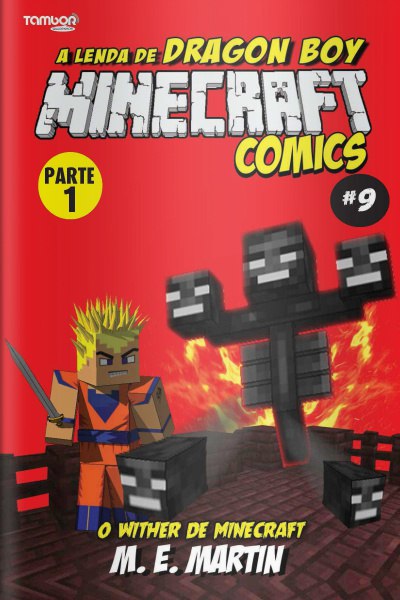 TAMBOR
A LENDA DE DRAGON BOY
MINECRAFT
COMICS
PARTE
1
#9
O WITHER DE MINECRAFT
M. E. MARTIN